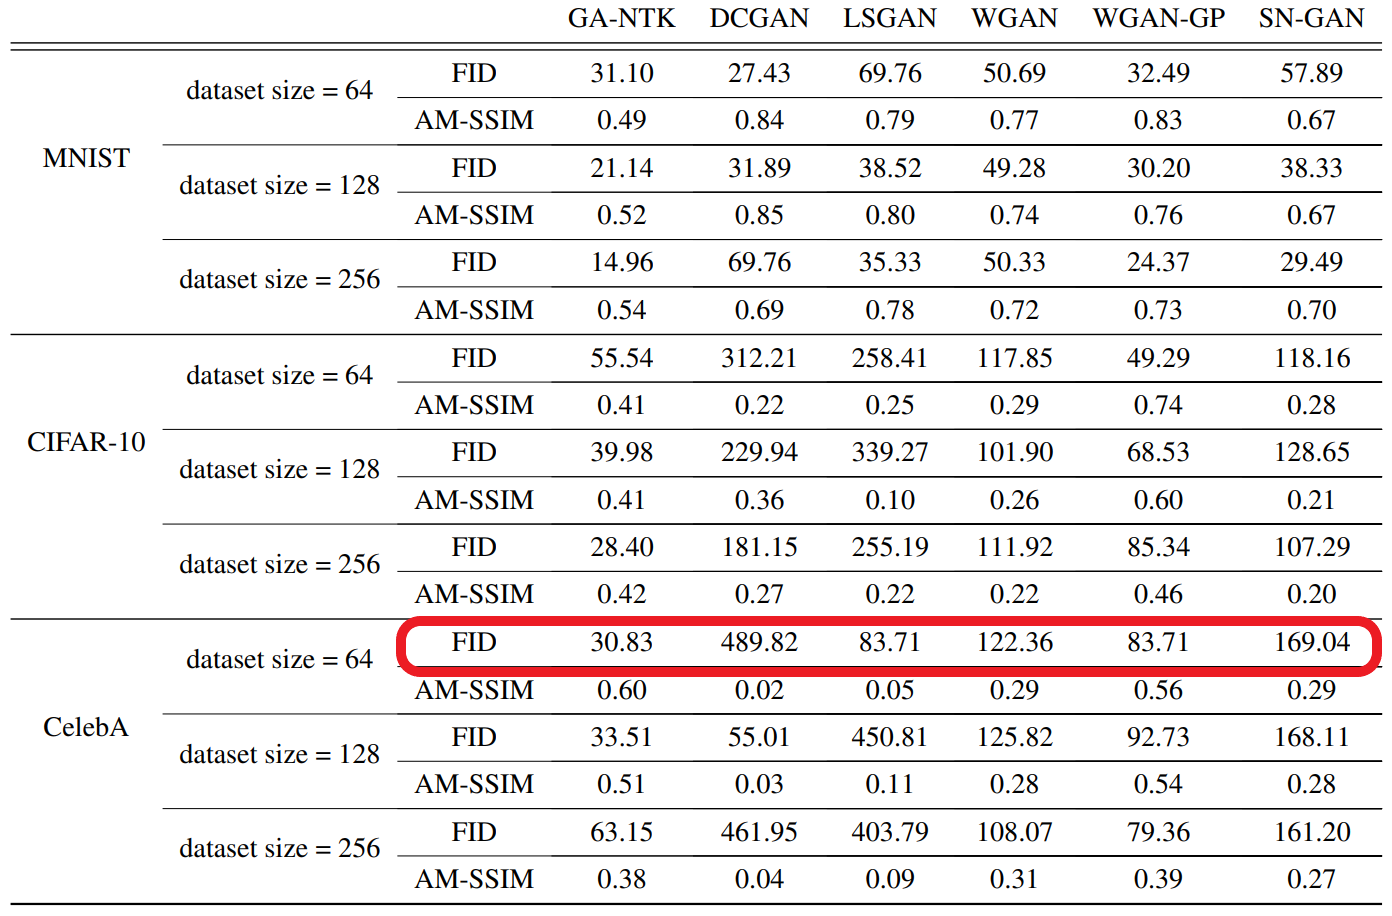 GA-NTK DCGAN LSGAN WGAN WGAN-GP SN-GAN
MNIST
dataset size = 64
FID 31.10 27.43 69.76 50.69 32.49 57.89
AM-SSIM 0.49 0.84 0.79 0.77 0.83 0.67
dataset size = 128
FID 21.14 31.89 38.52 49.28 30.20 38.33
AM-SSIM 0.52 0.85 0.80 0.74 0.76 0.67
dataset size = 256
FID 14.96 69.76 35.33 50.33 24.37 29.49
AM-SSIM 0.54 0.69 0.78 0.72 0.73 0.70
CIFAR-10
dataset size = 64
FID 55.54 312.21 258.41 117.85 49.29 118.16
AM-SSIM 0.41 0.22 0.25 0.29 0.74 0.28
dataset size = 128
FID 39.98 229.94 339.27 101.90 68.53 128.65
AM-SSIM 0.41 0.36 0.10 0.26 0.60 0.21
dataset size = 256
FID 28.40 181.15 255.19 111.92 85.34 107.29
AM-SSIM 0.42 0.27 0.22 0.22 0.46 0.20
CelebA
dataset size = 64
FID 30.83 489.82 83.71 122.36 83.71 169.04
AM-SSIM 0.60 0.02 0.05 0.29 0.56 0.29
dataset size = 128
FID 33.51 55.01 450.81 125.82 92.73 168.11
AM-SSIM 0.51 0.03 0.11 0.28 0.54 0.28
dataset size = 256
FID 63.15 461.95 403.79 108.07 79.36 161.20
AM-SSIM 0.38 0.04 0.09 0.31 0.39 0.27